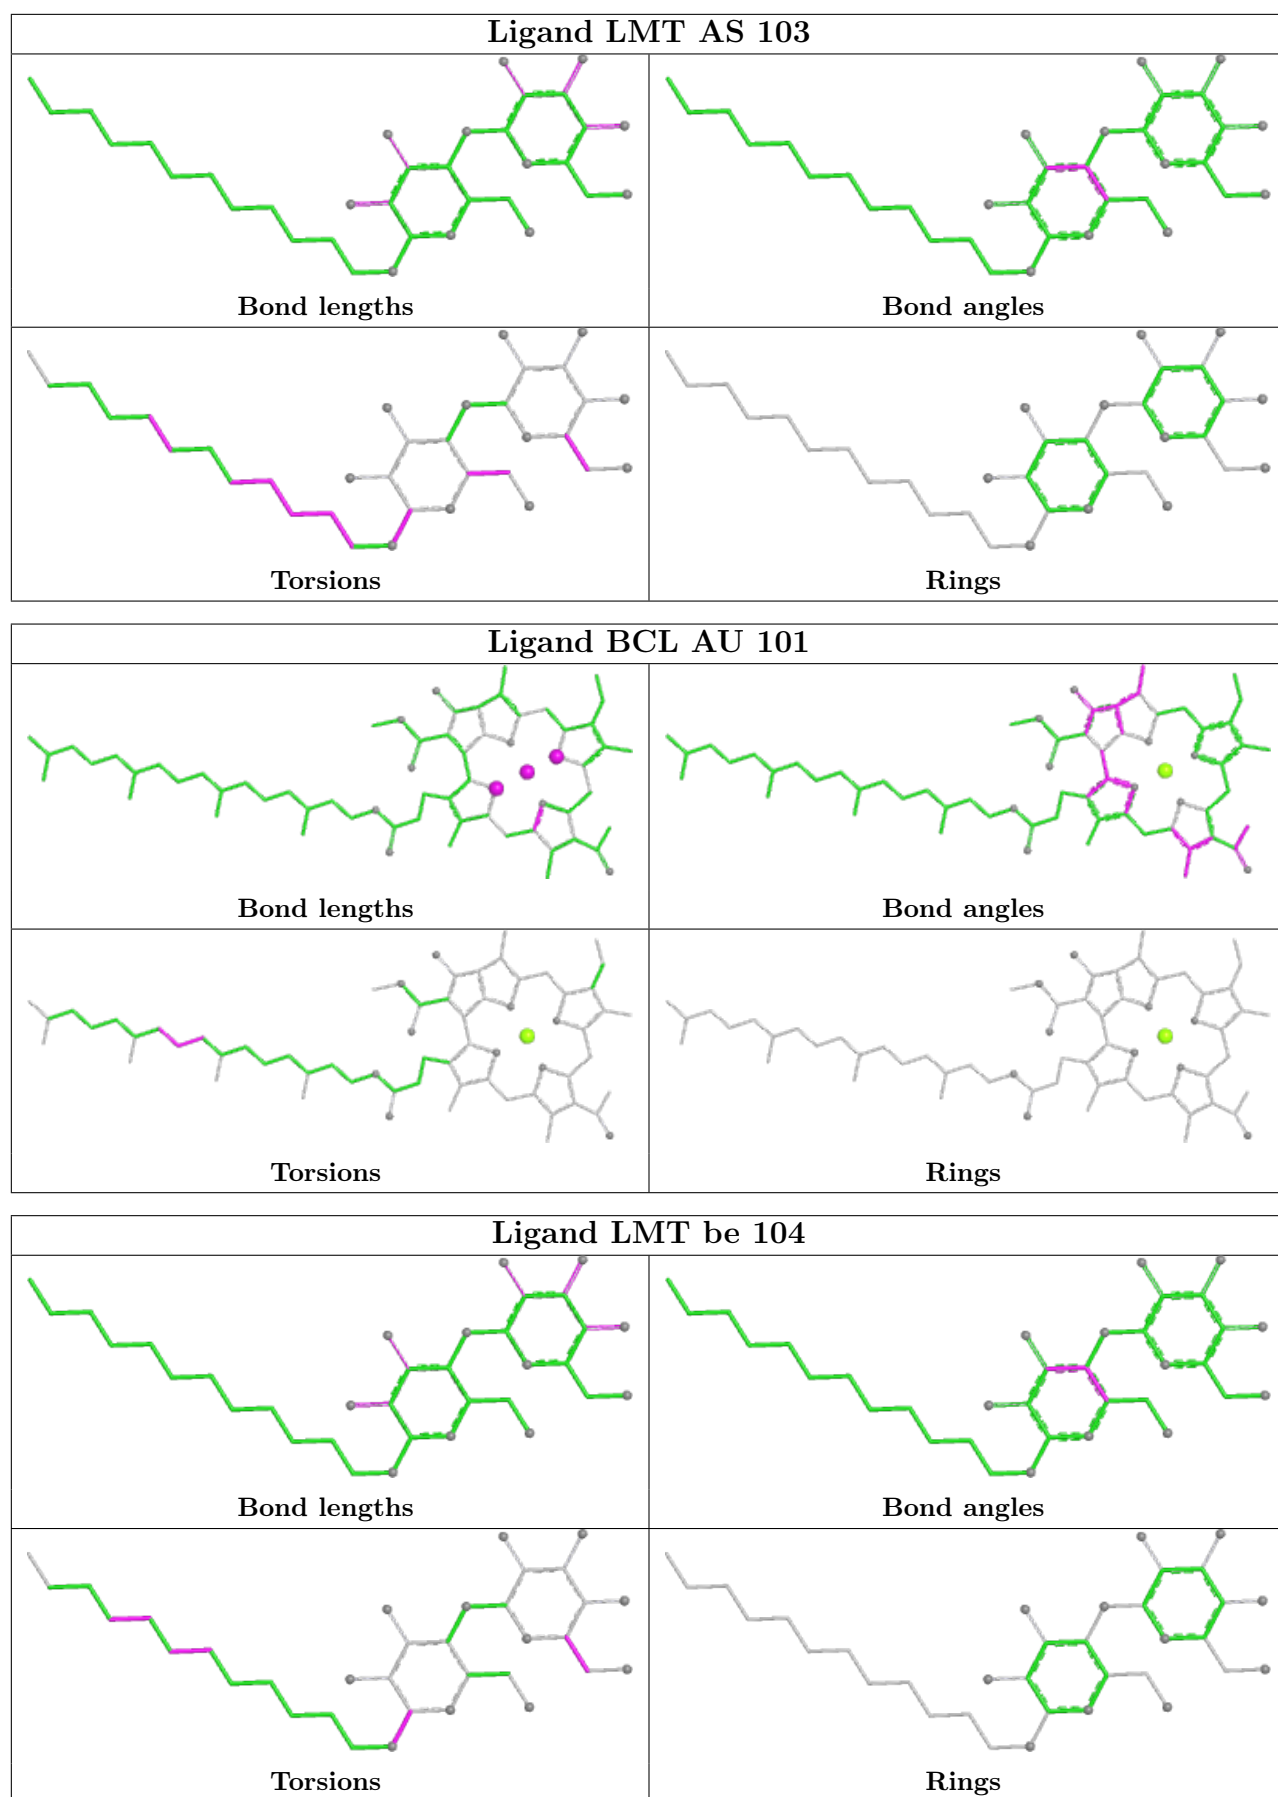 Ligand LMT AS 103
Bond lengths
Bond angles
Torsions
Rings
Ligand BCL AU 101
Bond lengths
Bond angles
Torsions
Rings
Ligand LMT be 104
Bond lengths
Bond angles
Torsions
Rings